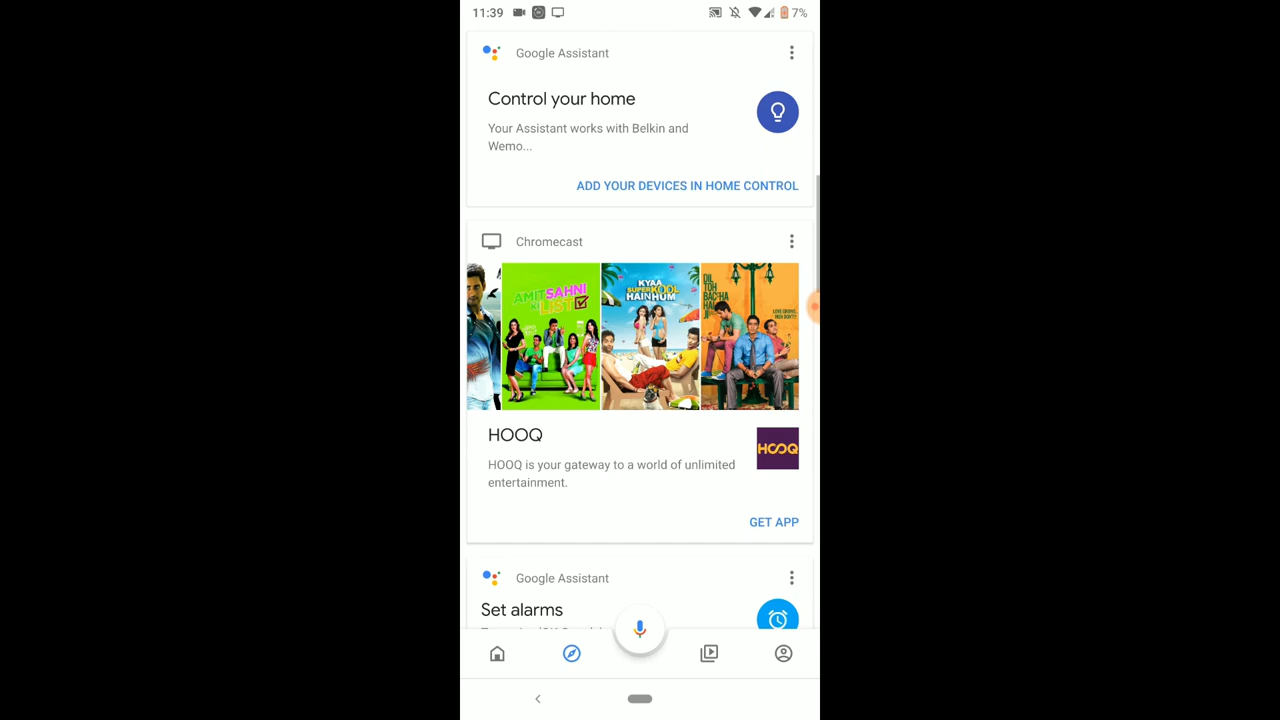 11:39
7%
Google Assistant
Control your home
Your Assistant works with Belkin and
Wemo...
ADD YOUR DEVICES IN HOME CONTROL
Chromecast
AMIT SAHNI
KI LIST
KYAA
SUPER KOOL
HAIN HUM
DIL
TOH
BACHA
HAI
JI
HOOQ
HOOQ
HOOQ is your gateway to a world of unlimited
entertainment.
GET APP
Google Assistant
Set alarms